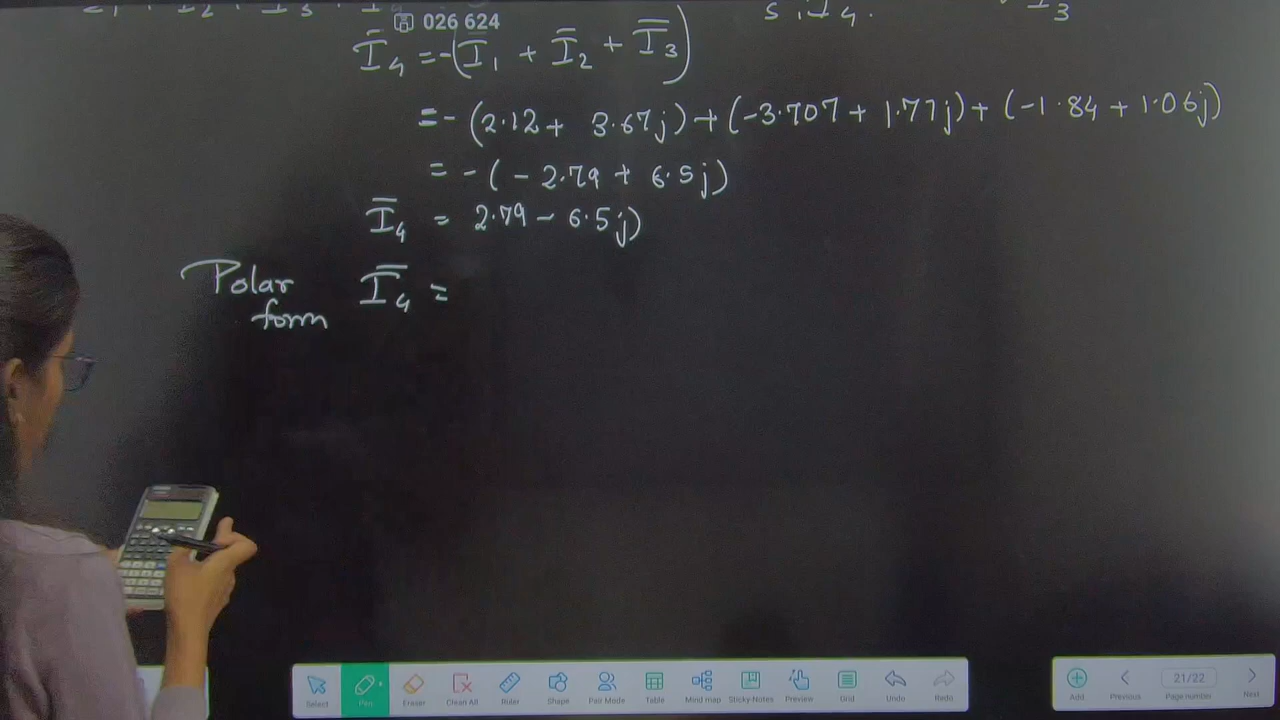 026 624
S . I̅₄ .
I₃
I̅₄ = -(I̅₁ + I̅₂ + I̅₃)
= - (2.12 + 3.67j) + (-3.707 + 1.77j) + (-1.84 + 1.06j)
= - ( - 2.79 + 6.5j)
I̅₄ = 2.79 - 6.5j)
Polar form I̅₄ =
Select Pen Eraser Clean All Ruler Shape Pair Mode Table Mind map Sticky-Notes Preview Grid Undo Redo
Add Previous 21/22 Page number Next